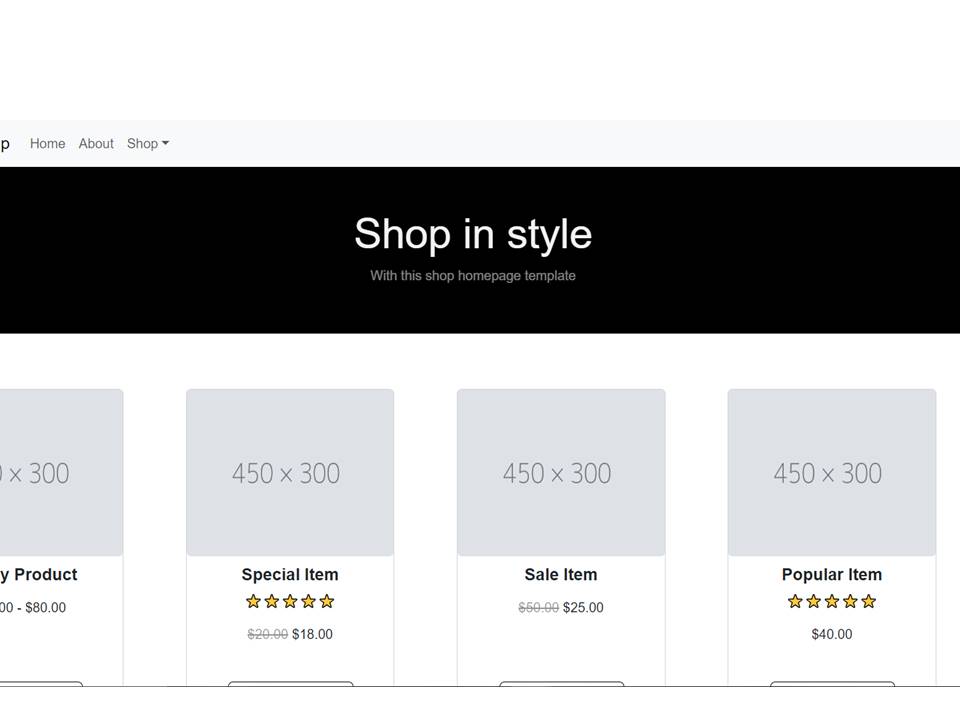 p Home About Shop
Shop in style
With this shop homepage template
0 × 300 450 × 300 450 × 300 450 × 300
y Product Special Item Sale Item Popular Item
00 - $80.00 $50.00 $25.00
$20.00 $18.00 $40.00